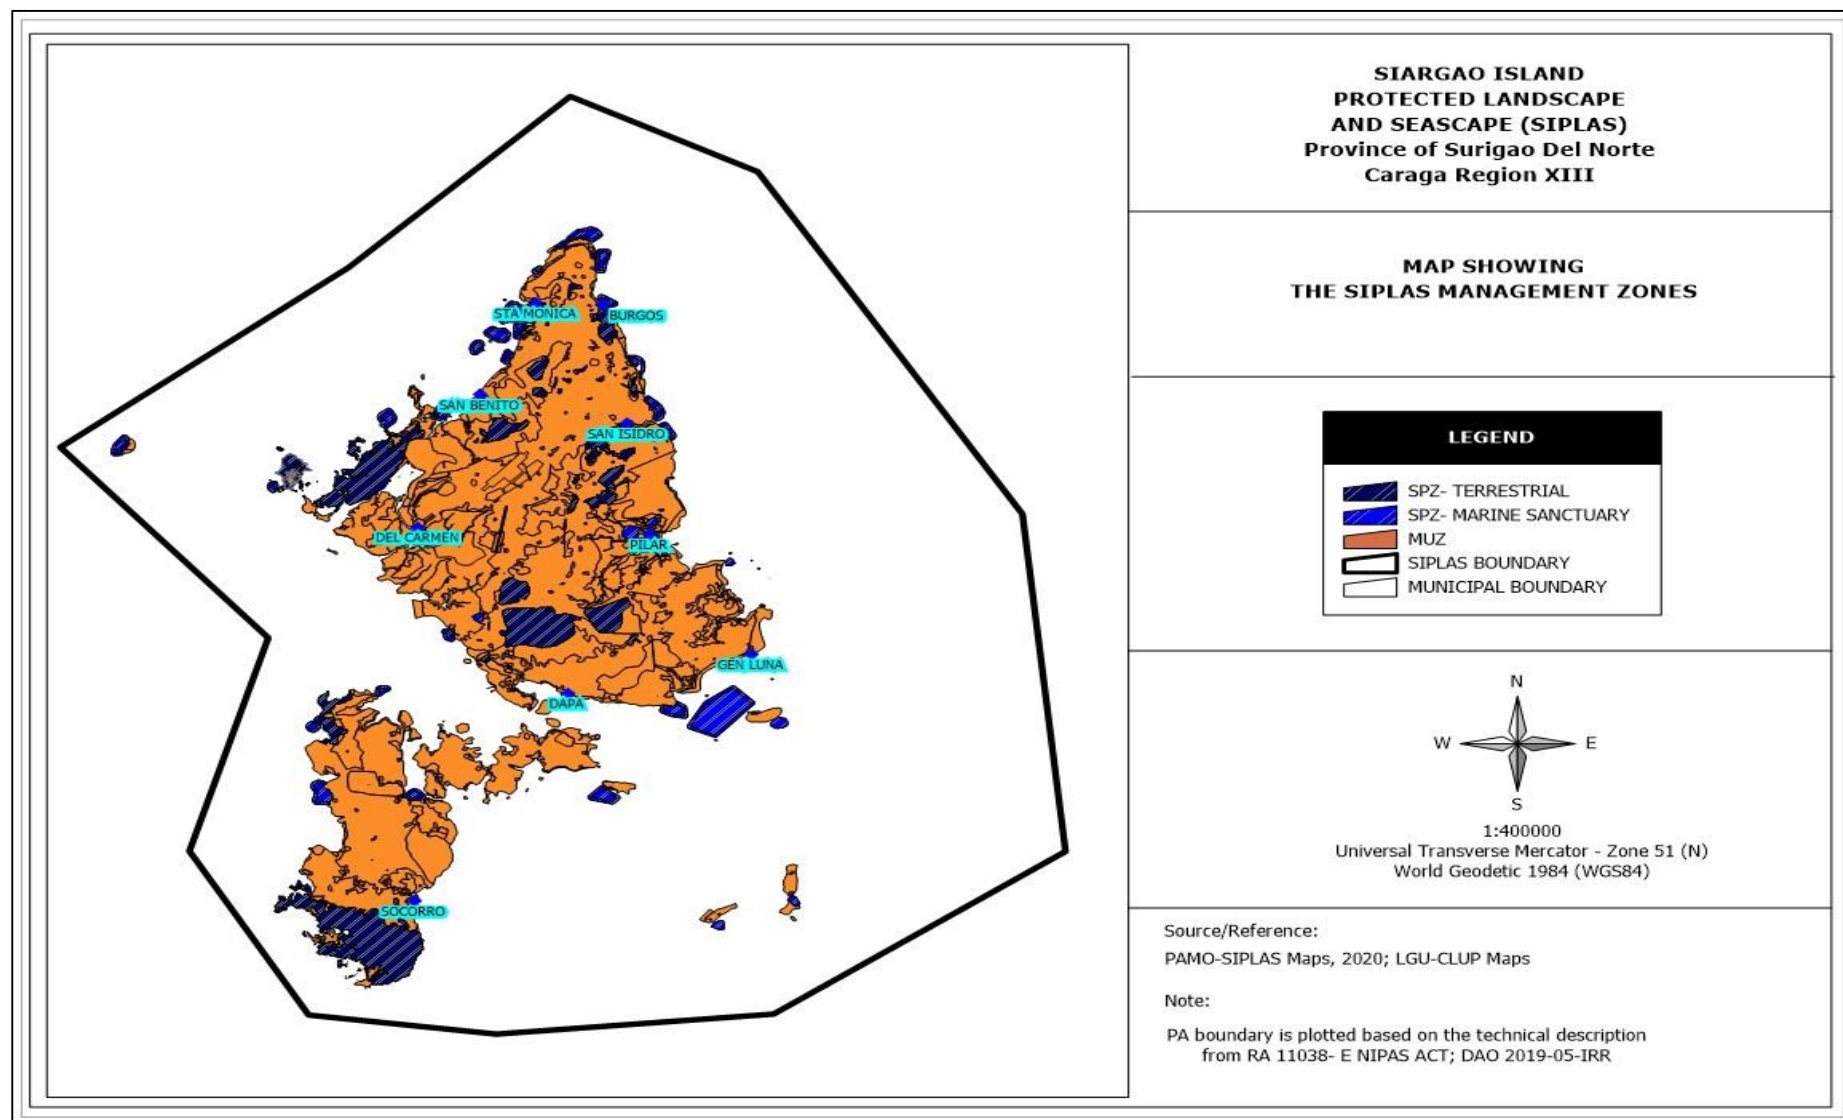 SIARGAO ISLAND
PROTECTED LANDSCAPE
AND SEASCAPE (SIPLAS)
Province of Surigao Del Norte
Caraga Region XIII
MAP SHOWING
THE SIPLAS MANAGEMENT ZONES
LEGEND
SPZ- TERRESTRIAL
SPZ- MARINE SANCTUARY
MUZ
SIPLAS BOUNDARY
MUNICIPAL BOUNDARY
N
W
E
S
1:400000
Universal Transverse Mercator - Zone 51 (N)
World Geodetic 1984 (WGS84)
Source/Reference:
PAMO-SIPLAS Maps, 2020; LGU-CLUP Maps
Note:
PA boundary is plotted based on the technical description
from RA 11038- E NIPAS ACT; DAO 2019-05-IRR
STA MONICA
BURGOS
SAN BENITO
SAN ISIDRO
DEL CARMEN
PILAR
GEN LUNA
DAPA
SOCORRO